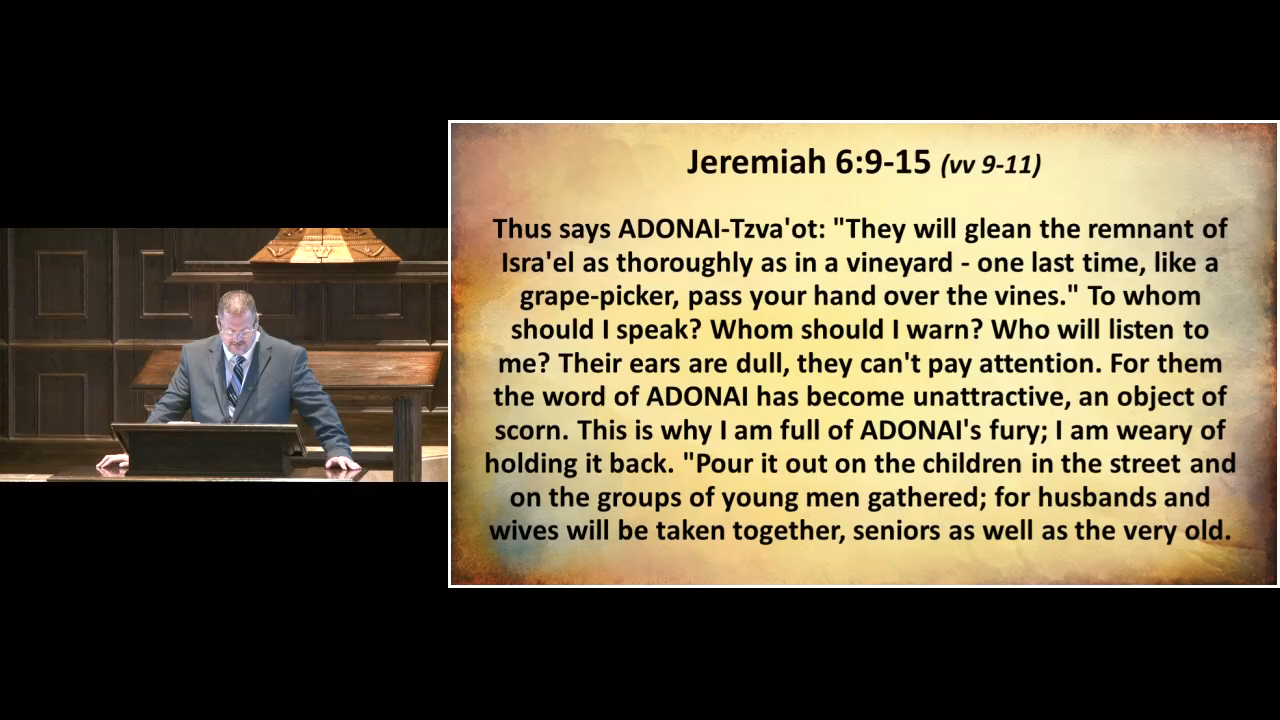 Jeremiah 6:9-15 (vv 9-11)
Thus says ADONAI-Tzva'ot: "They will glean the remnant of
Isra'el as thoroughly as in a vineyard - one last time, like a
grape-picker, pass your hand over the vines." To whom
should I speak? Whom should I warn? Who will listen to
me? Their ears are dull, they can't pay attention. For them
the word of ADONAI has become unattractive, an object of
scorn. This is why I am full of ADONAI's fury; I am weary of
holding it back. "Pour it out on the children in the street and
on the groups of young men gathered; for husbands and
wives will be taken together, seniors as well as the very old.